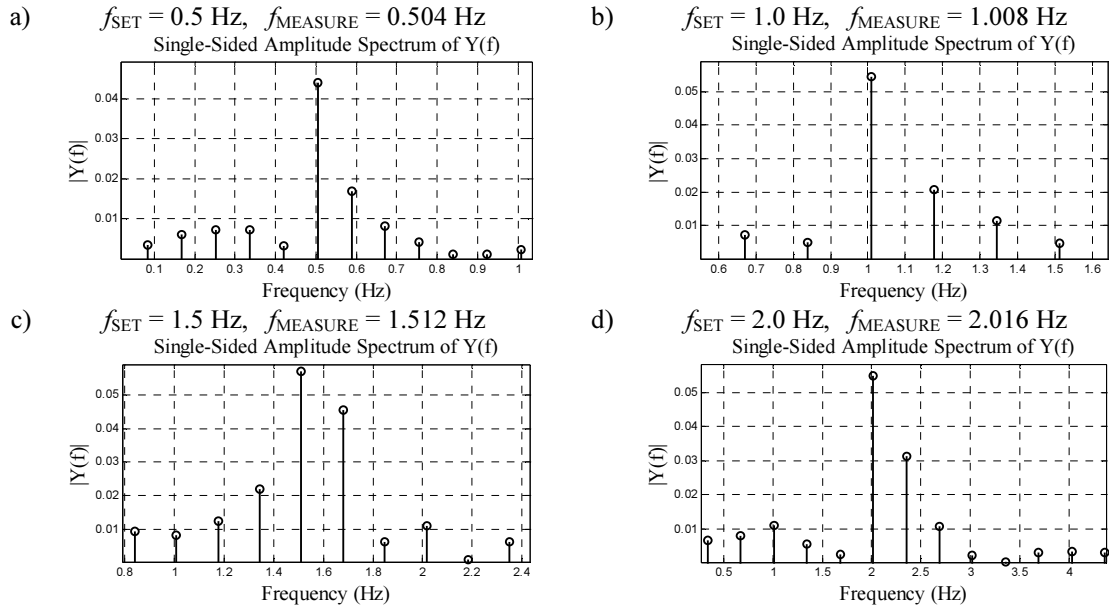 a) fSET = 0.5 Hz, fMEASURE = 0.504 Hz
Single-Sided Amplitude Spectrum of Y(f)
|Y(f)|
0.04
0.03
0.02
0.01
0.1 0.2 0.3 0.4 0.5 0.6 0.7 0.8 0.9 1
Frequency (Hz)
b) fSET = 1.0 Hz, fMEASURE = 1.008 Hz
Single-Sided Amplitude Spectrum of Y(f)
|Y(f)|
0.05
0.04
0.03
0.02
0.01
0.6 0.7 0.8 0.9 1 1.1 1.2 1.3 1.4 1.5 1.6
Frequency (Hz)
c) fSET = 1.5 Hz, fMEASURE = 1.512 Hz
Single-Sided Amplitude Spectrum of Y(f)
|Y(f)|
0.05
0.04
0.03
0.02
0.01
0.8 1 1.2 1.4 1.6 1.8 2 2.2 2.4
Frequency (Hz)
d) fSET = 2.0 Hz, fMEASURE = 2.016 Hz
Single-Sided Amplitude Spectrum of Y(f)
|Y(f)|
0.05
0.04
0.03
0.02
0.01
0.5 1 1.5 2 2.5 3 3.5 4
Frequency (Hz)